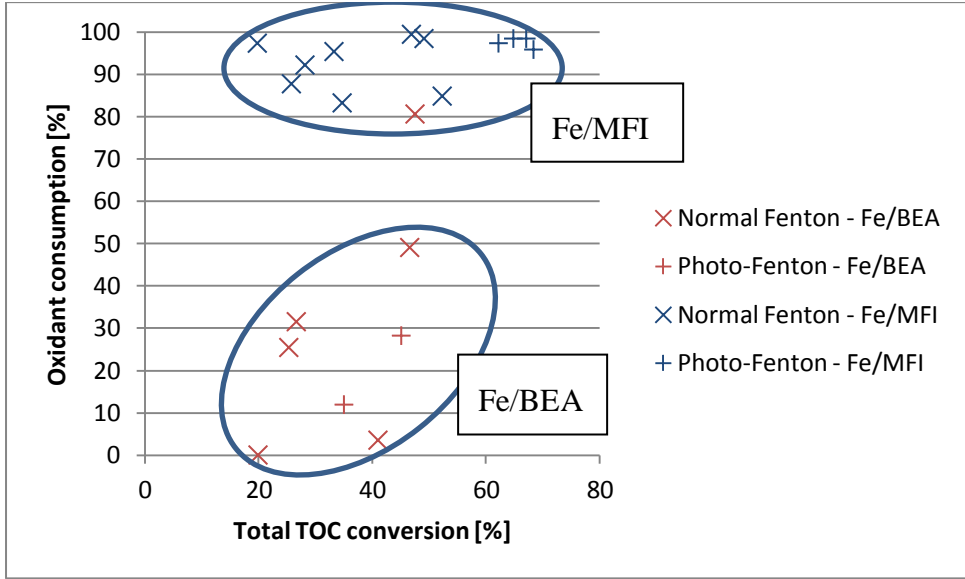 100
90
80
70
60
50
40
30
20
10
0
Oxidant consumption [%]
0 20 40 60 80
Total TOC conversion [%]
Fe/MFI
Fe/BEA
Normal Fenton - Fe/BEA
Photo-Fenton - Fe/BEA
Normal Fenton - Fe/MFI
Photo-Fenton - Fe/MFI